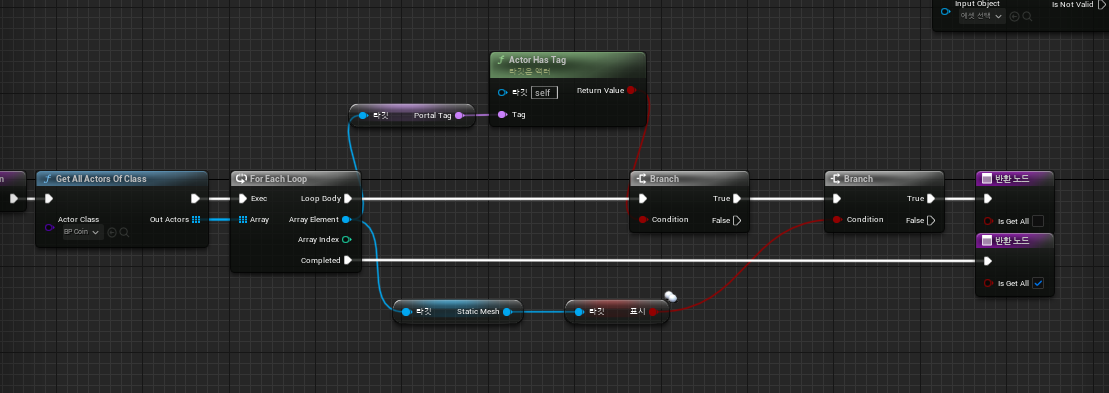 Input Object
Is Not Valid
에셋 선택
Actor Has Tag
타깃은 액터
타깃 self
Return Value
Tag
타깃
Portal Tag
n
Get All Actors Of Class
Actor Class
Out Actors
BP Coin
For Each Loop
Exec
Loop Body
Array
Array Element
Array Index
Completed
Branch
True
Condition
False
Branch
True
Condition
False
반환 노드
Is Get All
반환 노드
Is Get All
타깃
Static Mesh
타깃
표시